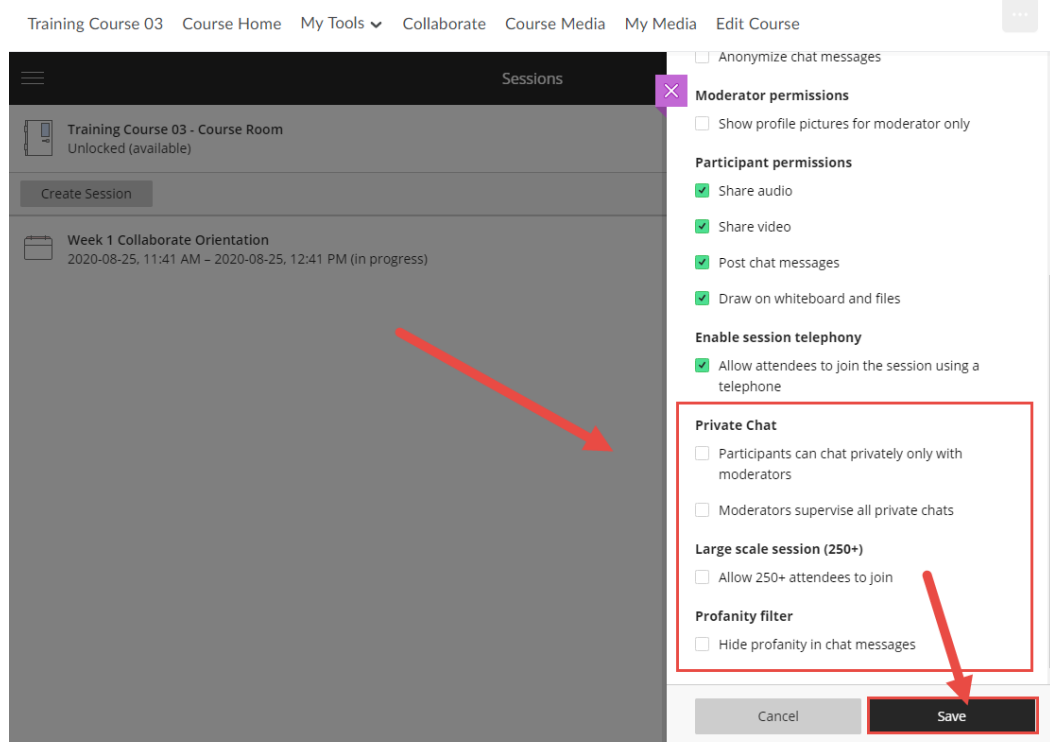 Training Course 03 Course Home My Tools Collaborate Course Media My Media Edit Course
Sessions
Training Course 03 - Course Room
Unlocked (available)
Create Session
Week 1 Collaborate Orientation
2020-08-25, 11:41 AM – 2020-08-25, 12:41 PM (in progress)
Anonymize chat messages
Moderator permissions
Show profile pictures for moderator only
Participant permissions
Share audio
Share video
Post chat messages
Draw on whiteboard and files
Enable session telephony
Allow attendees to join the session using a
telephone
Private Chat
Participants can chat privately only with
moderators
Moderators supervise all private chats
Large scale session (250+)
Allow 250+ attendees to join
Profanity filter
Hide profanity in chat messages
Cancel
Save